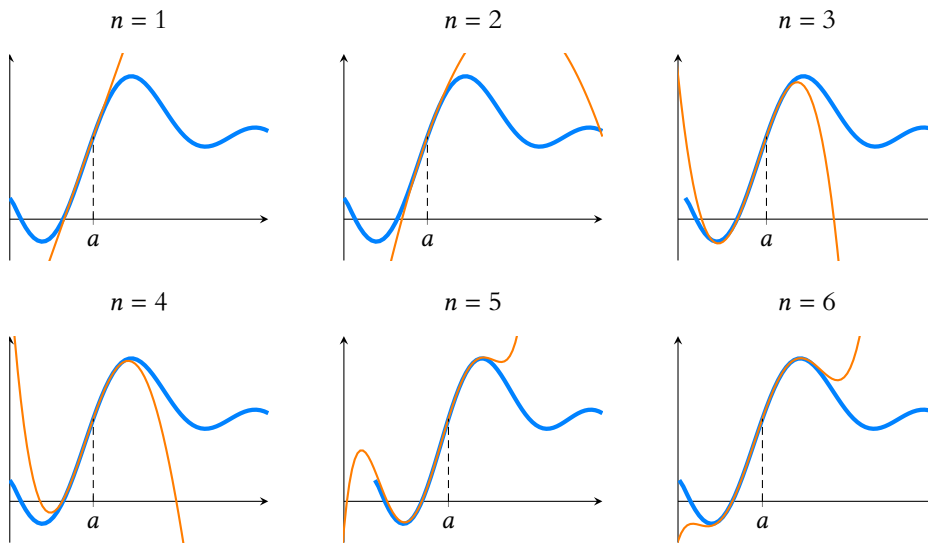 n = 1
n = 2
n = 3
a
a
a
n = 4
n = 5
n = 6
a
a
a